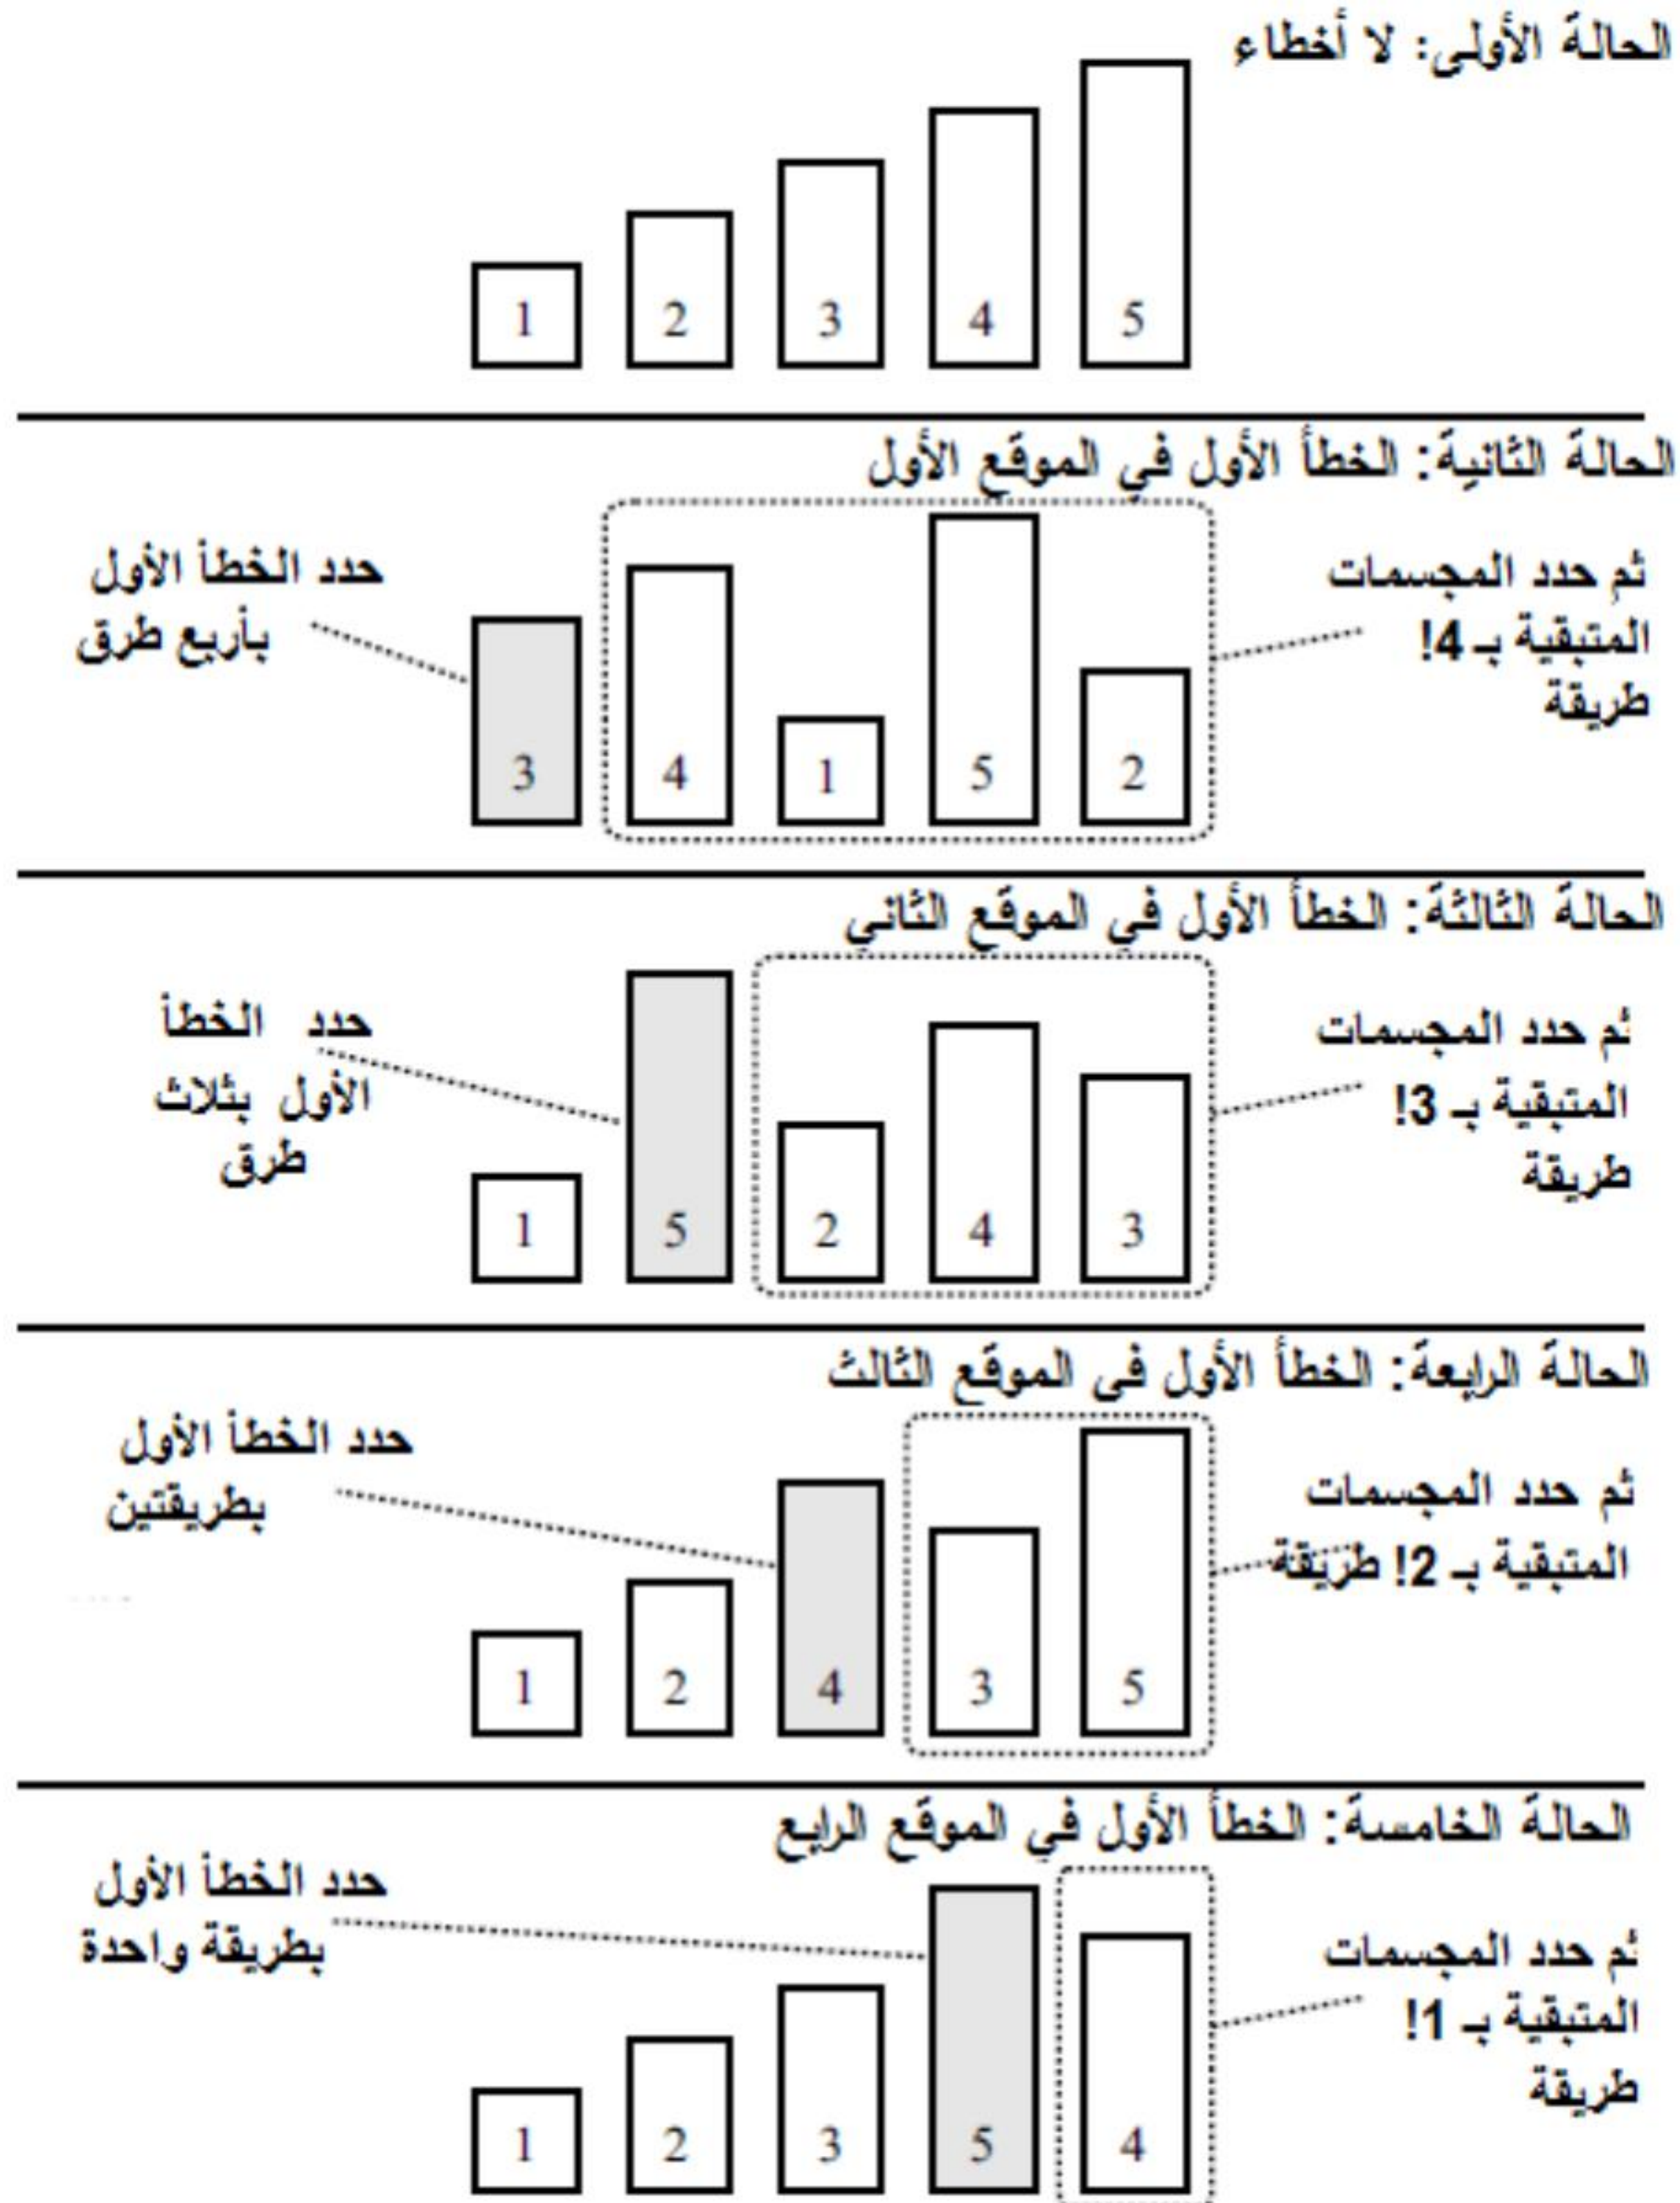 الحالة الأولى: لا أخطاء
1 2 3 4 5
الحالة الثانية: الخطأ الأول في الموقع الأول
ثم حدد المجسمات
المتبقية بـ 4!
طريقة
حدد الخطأ الأول
بأربع طرق
3 4 1 5 2
الحالة الثالثة: الخطأ الأول في الموقع الثاني
ثم حدد المجسمات
المتبقية بـ 3!
طريقة
حدد الخطأ
الأول بثلاث
طرق
1 5 2 4 3
الحالة الرابعة: الخطأ الأول في الموقع الثالث
ثم حدد المجسمات
المتبقية بـ 2! طريقة
حدد الخطأ الأول
بطريقتين
1 2 4 3 5
الحالة الخامسة: الخطأ الأول في الموقع الرابع
ثم حدد المجسمات
المتبقية بـ 1!
طريقة
حدد الخطأ الأول
بطريقة واحدة
1 2 3 5 4